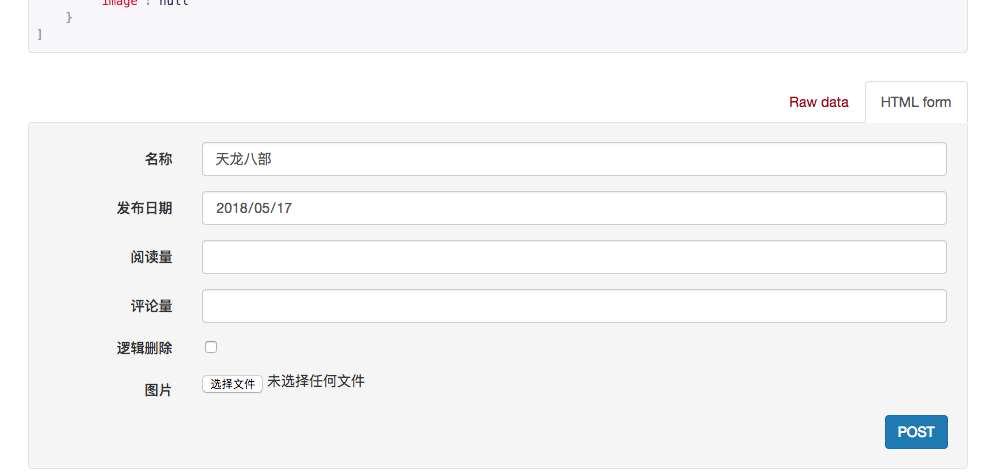 "image": null
}
]
Raw data HTML form
名称 天龙八部
发布日期 2018/05/17
阅读量
评论量
逻辑删除
图片 选择文件 未选择任何文件
POST